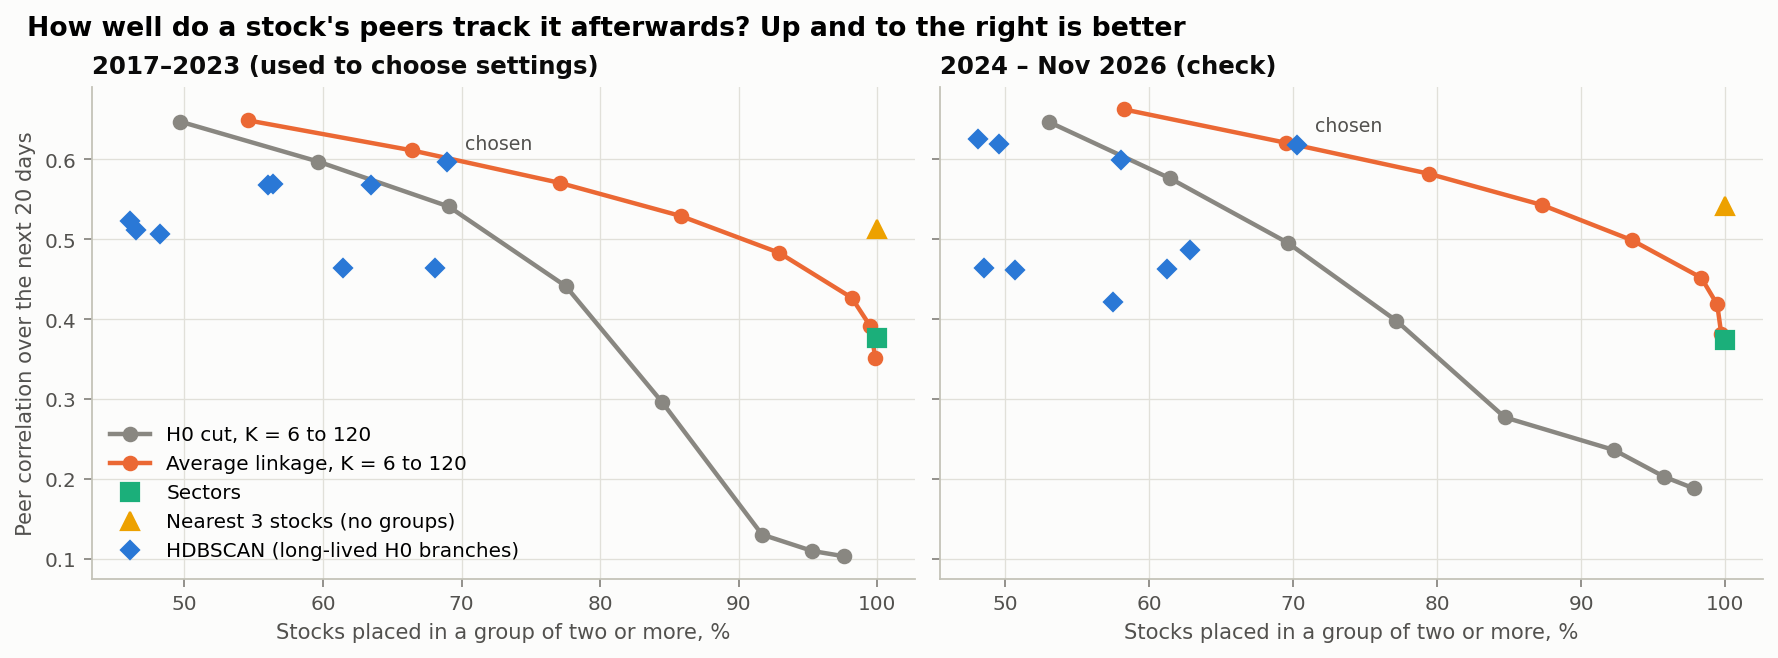 How well do a stock's peers track it afterwards? Up and to the right is better
2017–2023 (used to choose settings)
2024 – Nov 2026 (check)
Peer correlation over the next 20 days
0.6
0.5
0.4
0.3
0.2
0.1
chosen
chosen
H0 cut, K = 6 to 120
Average linkage, K = 6 to 120
Sectors
Nearest 3 stocks (no groups)
HDBSCAN (long-lived H0 branches)
50 60 70 80 90 100
50 60 70 80 90 100
Stocks placed in a group of two or more, %
Stocks placed in a group of two or more, %